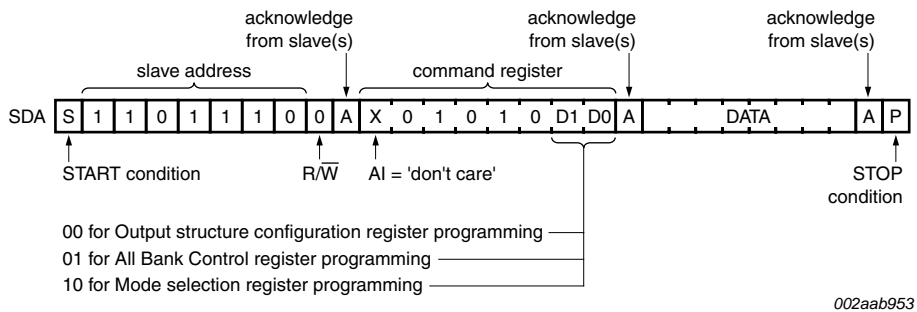 acknowledge from slave(s)
acknowledge from slave(s)
acknowledge from slave(s)
slave address
command register
SDA S 1 1 0 1 1 1 0 0 A X 0 1 0 1 0 D1 D0 A DATA A P
START condition
R/W̅
AI = 'don't care'
STOP condition
00 for Output structure configuration register programming
01 for All Bank Control register programming
10 for Mode selection register programming
002aab953